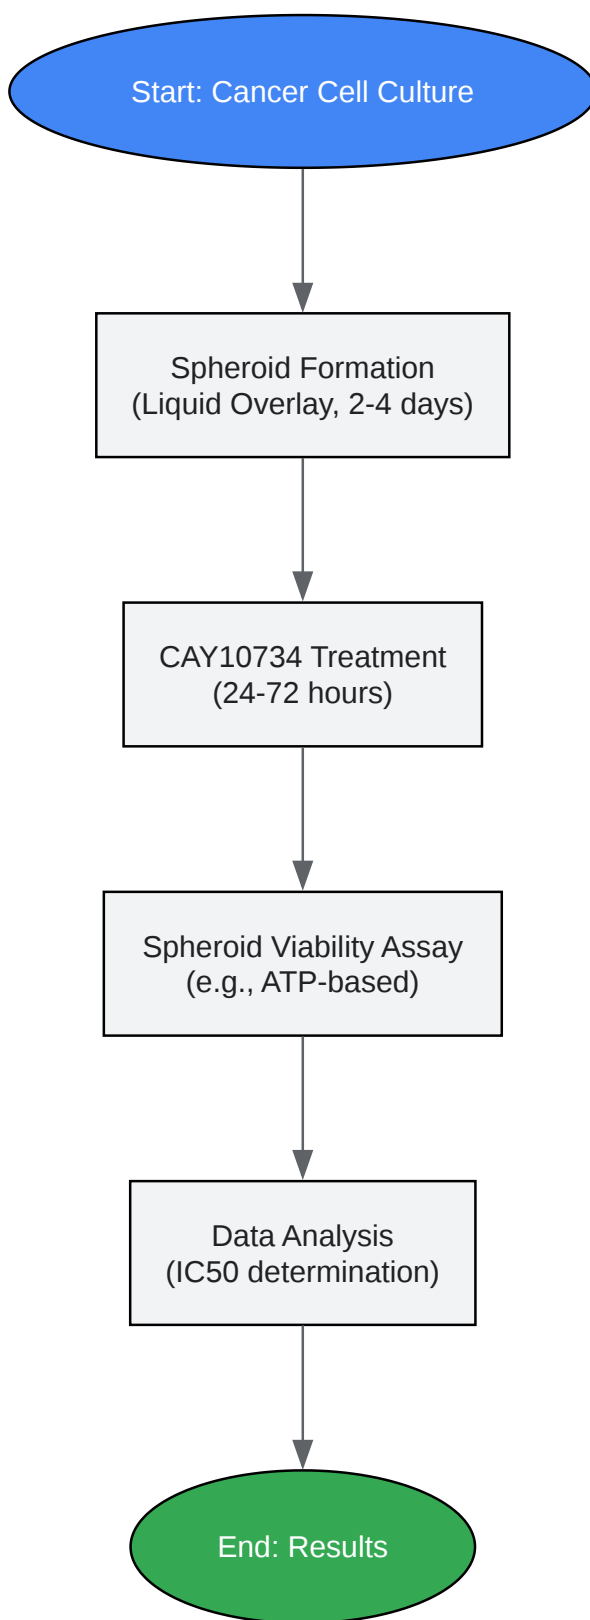 Start: Cancer Cell Culture
Spheroid Formation
(Liquid Overlay, 2-4 days)
CAY10734 Treatment
(24-72 hours)
Spheroid Viability Assay
(e.g., ATP-based)
Data Analysis
(IC50 determination)
End: Results